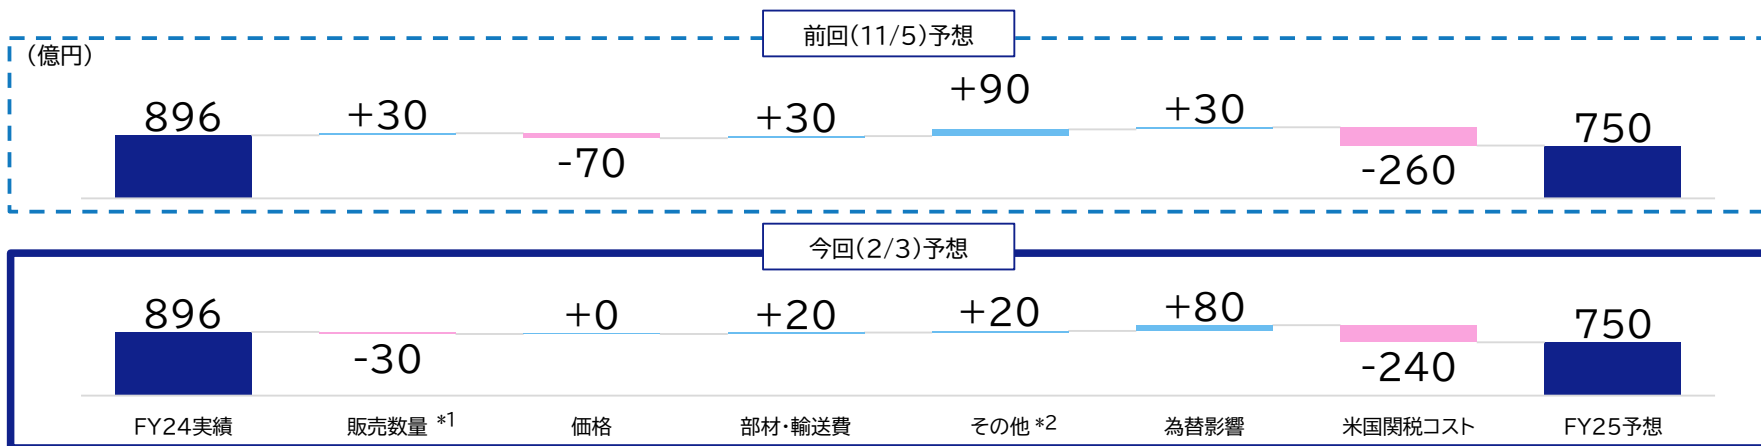 前回(11/5)予想
(億円)
896
+30
-70
+30
+90
+30
-260
750
今回(2/3)予想
896
-30
+0
+20
+20
+80
-240
750
FY24実績
販売数量 *1
価格
部材・輸送費
その他 *2
為替影響
米国関税コスト
FY25予想